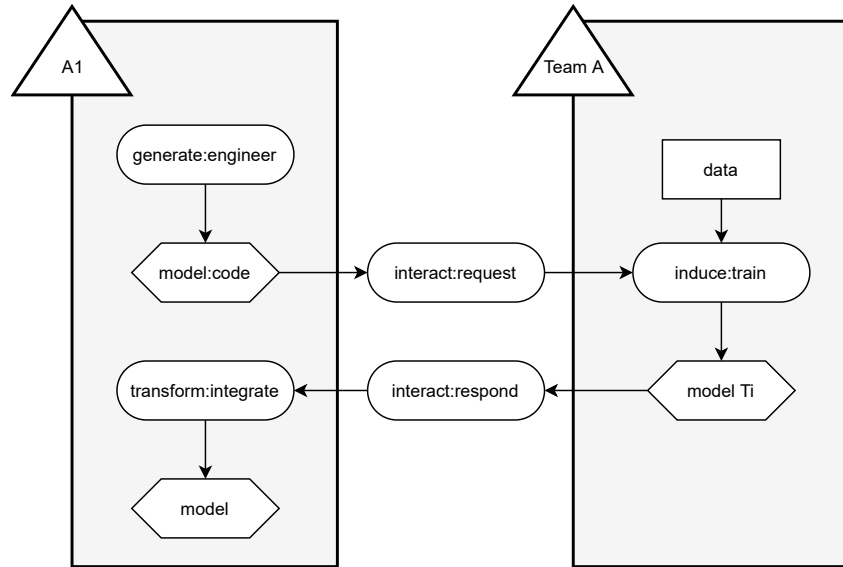 A1
Team A
generate:engineer
data
model:code
interact:request
induce:train
transform:integrate
interact:respond
model Ti
model